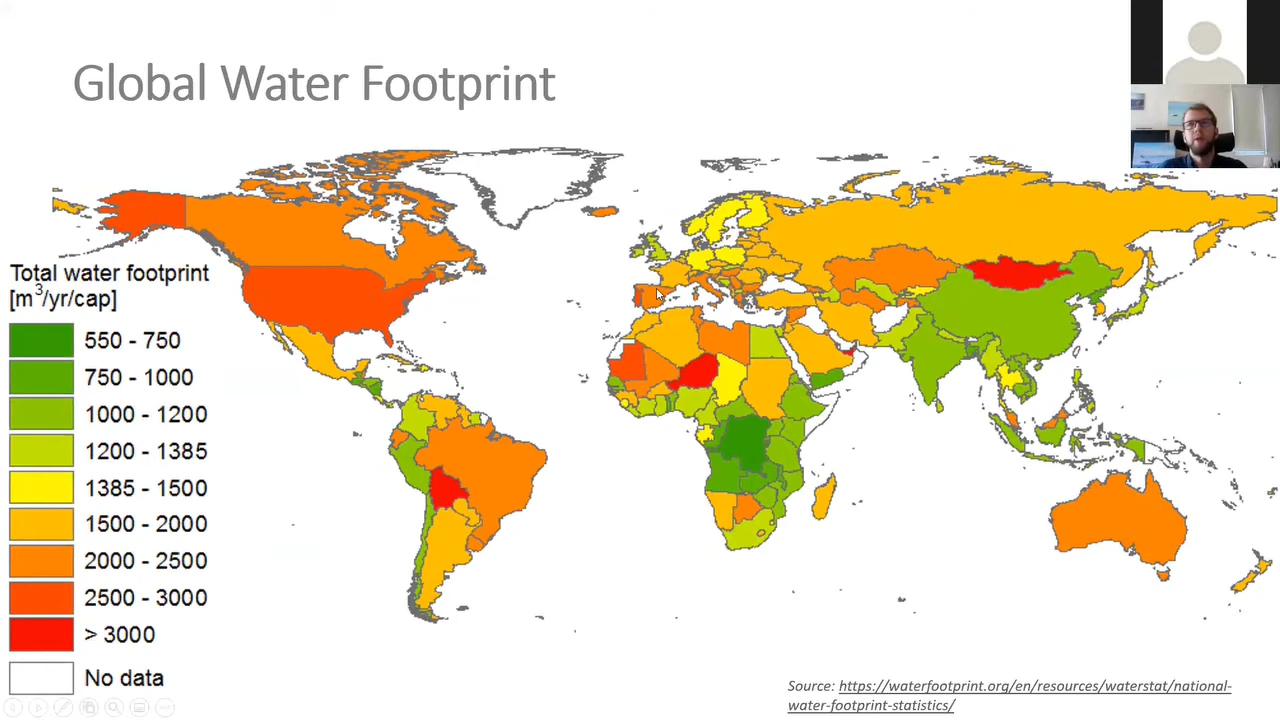 Global Water Footprint
Total water footprint
[m³/yr/cap]
550 - 750
750 - 1000
1000 - 1200
1200 - 1385
1385 - 1500
1500 - 2000
2000 - 2500
2500 - 3000
> 3000
No data
Source: https://waterfootprint.org/en/resources/waterstat/national-
water-footprint-statistics/